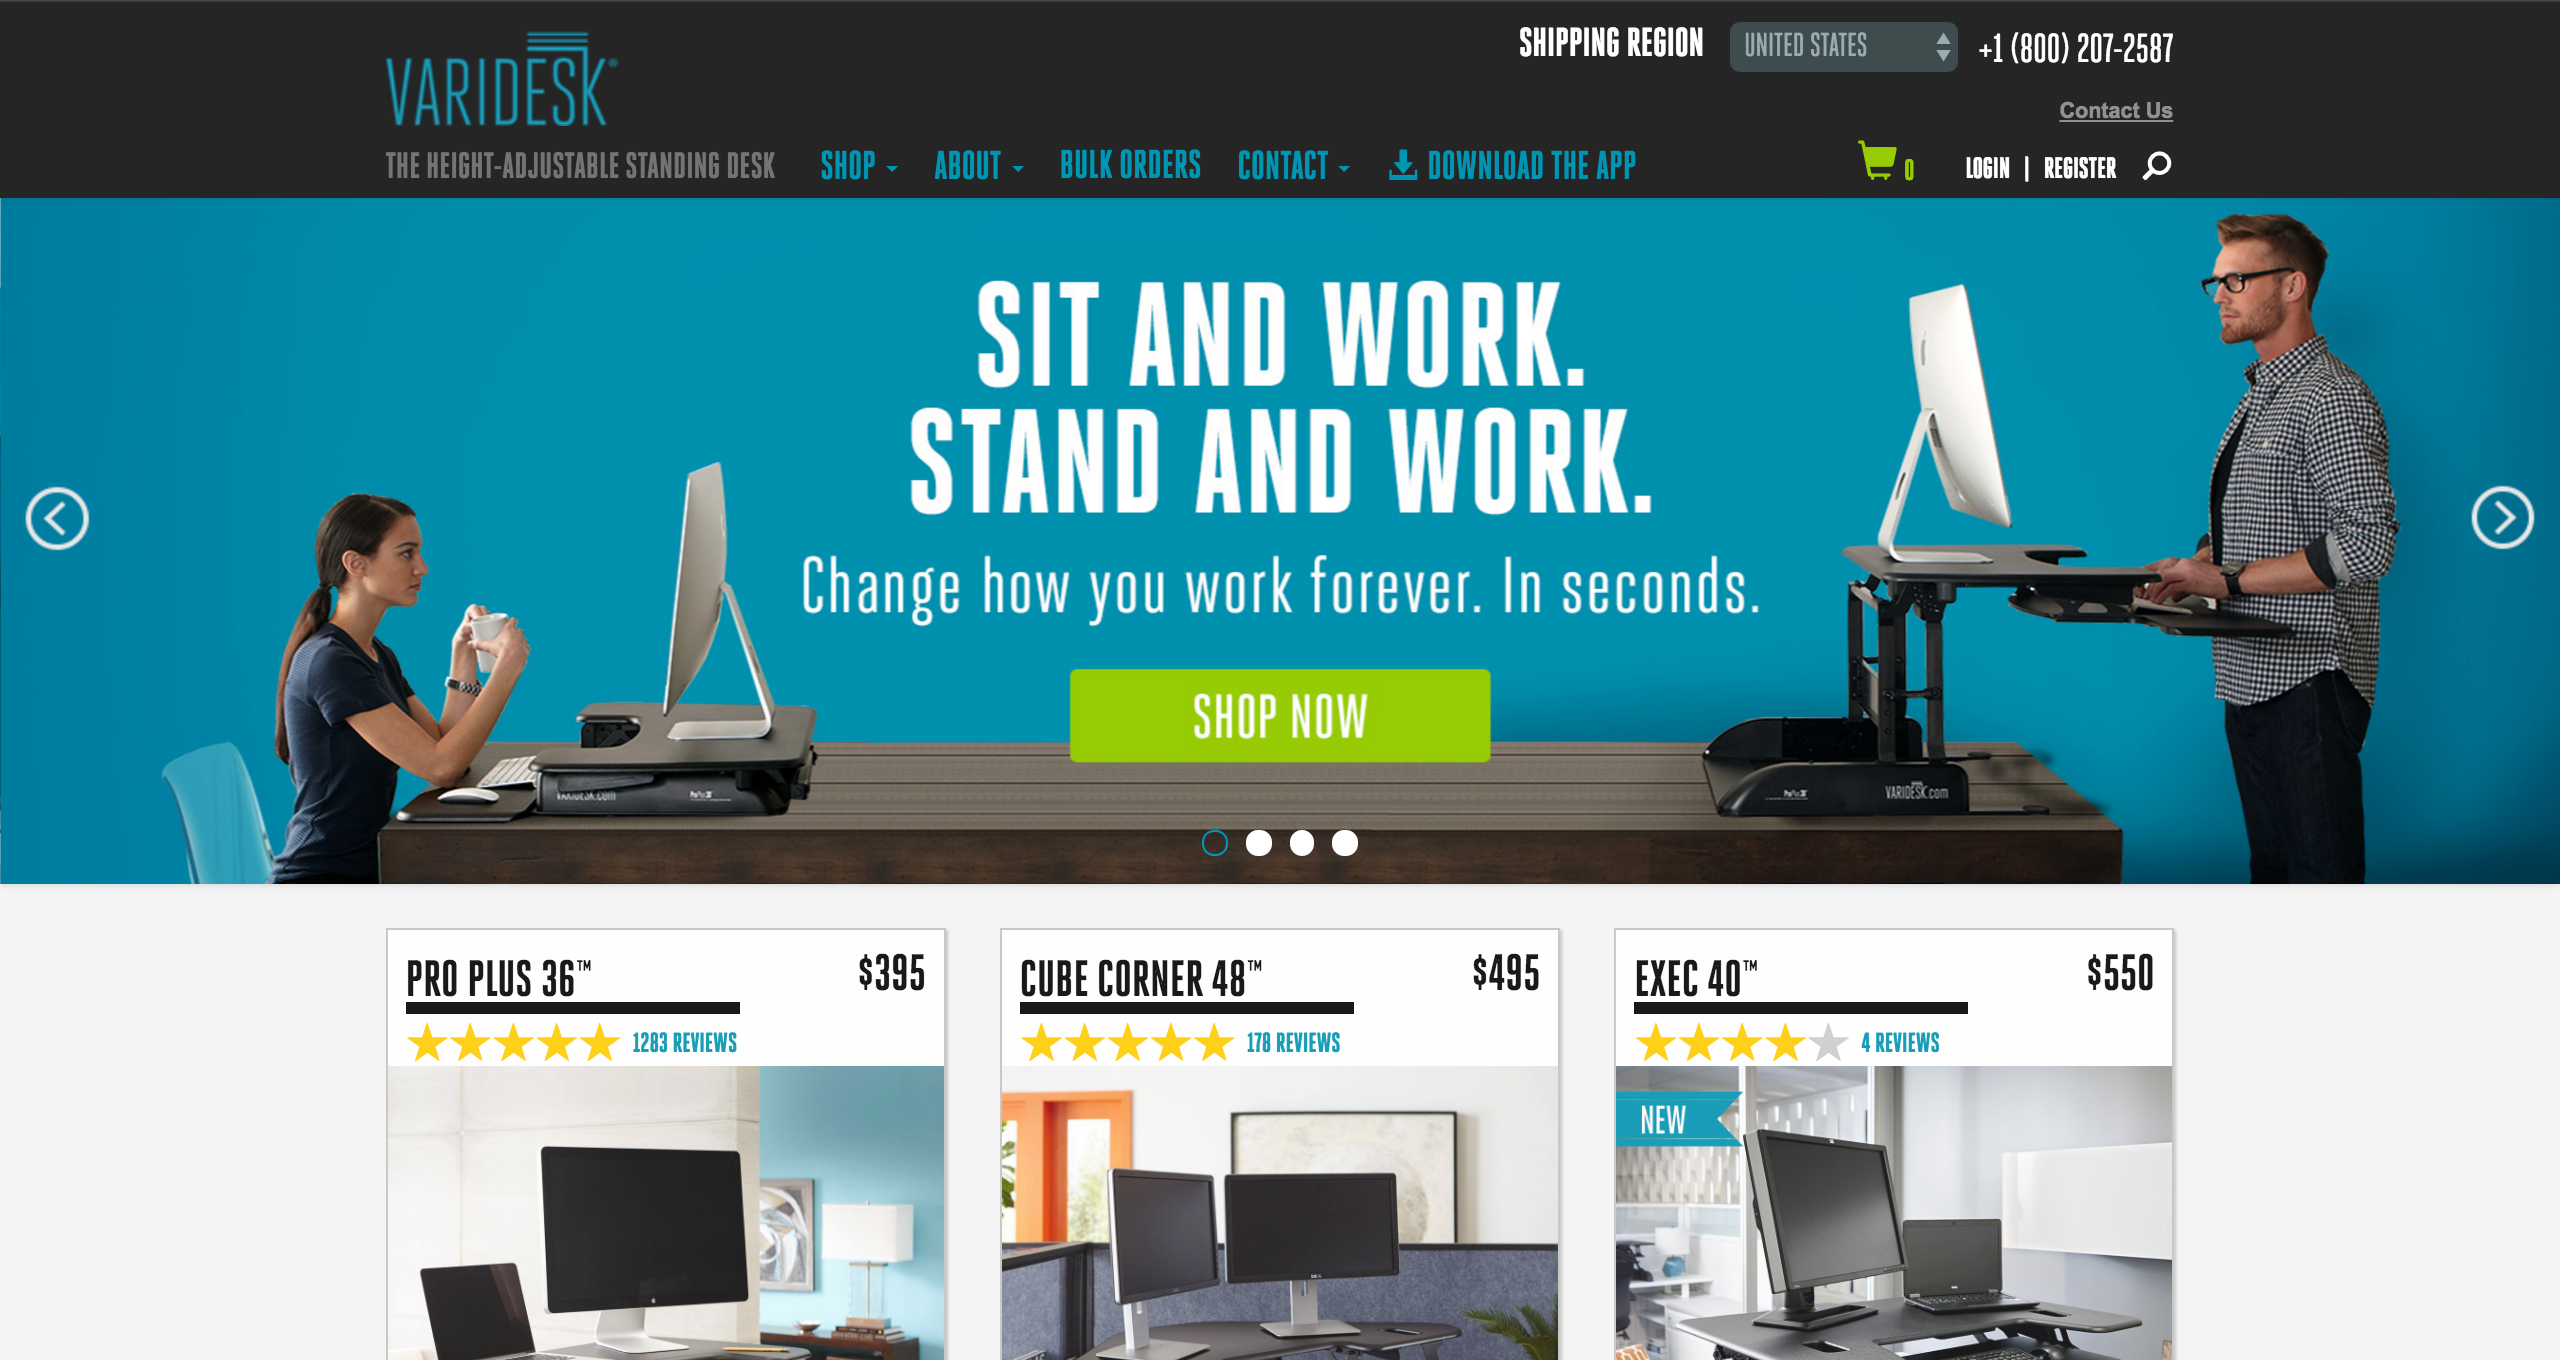 VARIDESK®
SHIPPING REGION
UNITED STATES
+1 (800) 207-2587
Contact Us
THE HEIGHT-ADJUSTABLE STANDING DESK
SHOP
ABOUT
BULK ORDERS
CONTACT
DOWNLOAD THE APP
0
LOGIN | REGISTER
SIT AND WORK.
STAND AND WORK.
Change how you work forever. In seconds.
SHOP NOW
VARIDESK.com
VARIDESK.com
PRO PLUS 36™
$395
1283 REVIEWS
CUBE CORNER 48™
$495
178 REVIEWS
EXEC 40™
$550
4 REVIEWS
NEW